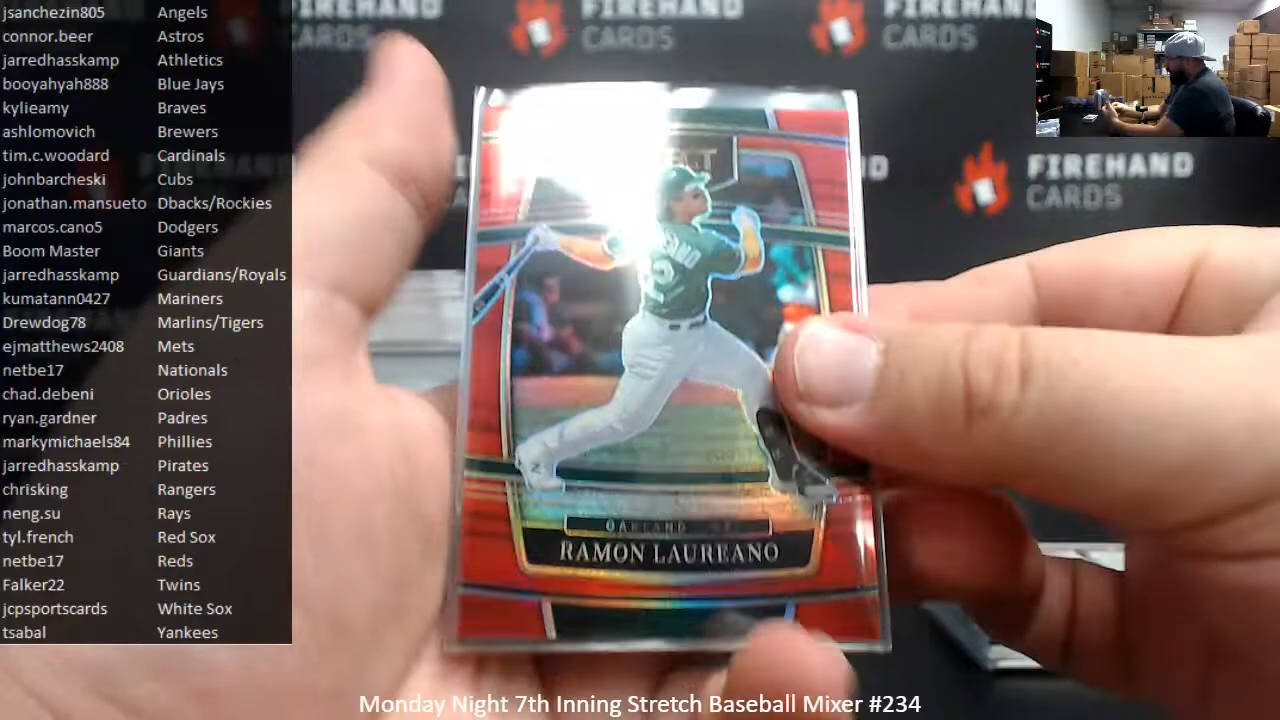 jsanchezin805 Angels
connor.beer Astros
jarredhasskamp Athletics
booyahyah888 Blue Jays
kylieamy Braves
ashlomovich Brewers
tim.c.woodard Cardinals
johnbarcheski Cubs
jonathan.mansueto Dbacks/Rockies
marcos.cano5 Dodgers
Boom Master Giants
jarredhasskamp Guardians/Royals
kumatann0427 Mariners
Drewdog78 Marlins/Tigers
ejmatthews2408 Mets
netbe17 Nationals
chad.debeni Orioles
ryan.gardner Padres
markymichaels84 Phillies
jarredhasskamp Pirates
chrisking Rangers
neng.su Rays
tyl.french Red Sox
netbe17 Reds
Falker22 Twins
jcpsportscards White Sox
tsabal Yankees
FIREHAND
CARDS
FIREHAND
CARDS
FIREHAND
CARDS
FIREHAND
CARDS
RAMON LAUREANO
Monday Night 7th Inning Stretch Baseball Mixer #234